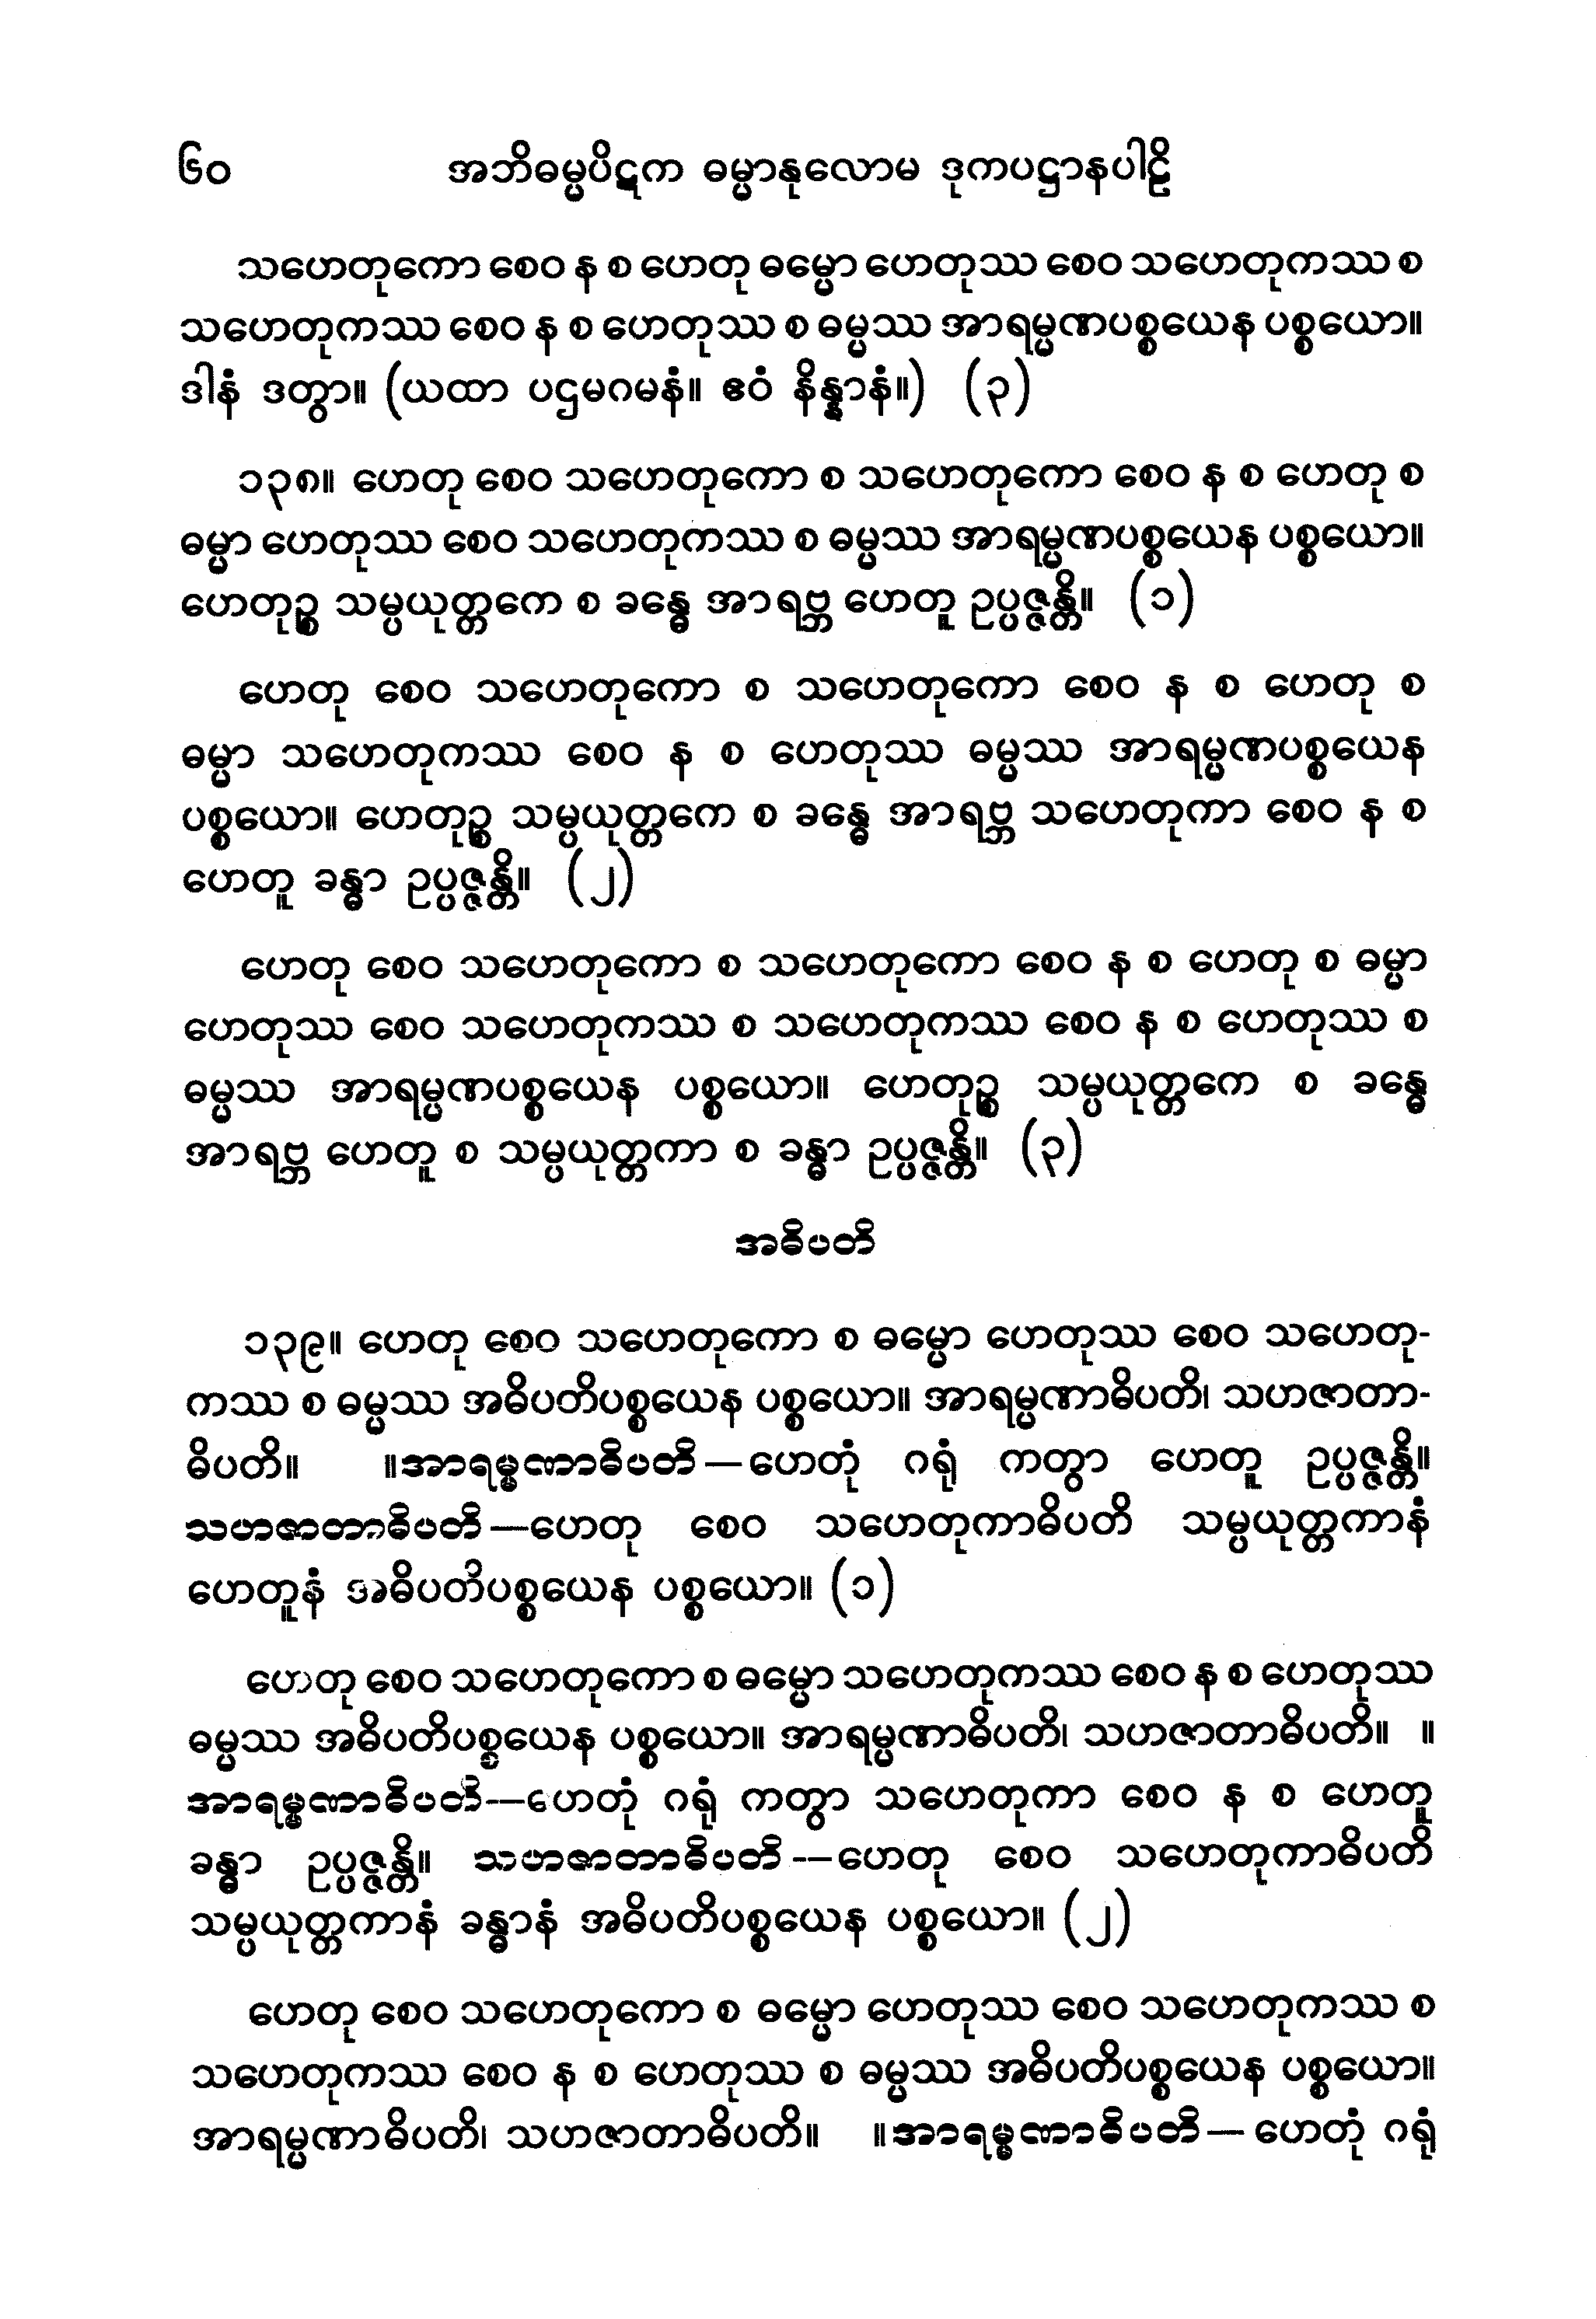 ၆၀ အဘိဓမ္မပိဋက ဓမ္မာနုလောမ ဒုကပဋ္ဌာနပါဠိ
သဟေတုကော စေဝ န စ ဟေတု ဓမ္မော ဟေတုဿ စေဝ သဟေတုကဿ စ
သဟေတုကဿ စေဝ န စ ဟေတုဿ စ ဓမ္မဿ အာရမ္မဏပစ္စယေန ပစ္စယော။
ဒါနံ ဒတွာ။ (ယထာ ပဌမဂမနံ။ ဧဝံ နိန္နာနံ။) (၃)
၁၃၈။ ဟေတု စေဝ သဟေတုကော စ သဟေတုကော စေဝ န စ ဟေတု စ
ဓမ္မာ ဟေတုဿ စေဝ သဟေတုကဿ စ ဓမ္မဿ အာရမ္မဏပစ္စယေန ပစ္စယော။
ဟေတုဉ္စ သမ္ပယုတ္တကေ စ ခန္ဓေ အာရဗ္ဘ ဟေတူ ဥပ္ပဇ္ဇန္တိ။ (၁)
ဟေတု စေဝ သဟေတုကော စ သဟေတုကော စေဝ န စ ဟေတု စ
ဓမ္မာ သဟေတုကဿ စေဝ န စ ဟေတုဿ ဓမ္မဿ အာရမ္မဏပစ္စယေန
ပစ္စယော။ ဟေတုဉ္စ သမ္ပယုတ္တကေ စ ခန္ဓေ အာရဗ္ဘ သဟေတုကာ စေဝ န စ
ဟေတူ ခန္ဓာ ဥပ္ပဇ္ဇန္တိ။ (၂)
ဟေတု စေဝ သဟေတုကော စ သဟေတုကော စေဝ န စ ဟေတု စ ဓမ္မာ
ဟေတုဿ စေဝ သဟေတုကဿ စ သဟေတုကဿ စေဝ န စ ဟေတုဿ စ
ဓမ္မဿ အာရမ္မဏပစ္စယေန ပစ္စယော။ ဟေတုဉ္စ သမ္ပယုတ္တကေ စ ခန္ဓေ
အာရဗ္ဘ ဟေတူ စ သမ္ပယုတ္တကာ စ ခန္ဓာ ဥပ္ပဇ္ဇန္တိ။ (၃)
အဓိပတိ
၁၃၉။ ဟေတု စေဝ သဟေတုကော စ ဓမ္မော ဟေတုဿ စေဝ သဟေတု-
ကဿ စ ဓမ္မဿ အဓိပတိပစ္စယေန ပစ္စယော။ အာရမ္မဏာဓိပတိ၊ သဟဇာတာ-
ဓိပတိ။ ။အာရမ္မဏာဓိပတိ—ဟေတုံ ဂရုံ ကတွာ ဟေတူ ဥပ္ပဇ္ဇန္တိ။
သဟဇာတာဓိပတိ—ဟေတု စေဝ သဟေတုကာဓိပတိ သမ္ပယုတ္တကာနံ
ဟေတူနံ အဓိပတိပစ္စယေန ပစ္စယော။ (၁)
ဟေတု စေဝ သဟေတုကော စ ဓမ္မော သဟေတုကဿ စေဝ န စ ဟေတုဿ
ဓမ္မဿ အဓိပတိပစ္စယေန ပစ္စယော။ အာရမ္မဏာဓိပတိ၊ သဟဇာတာဓိပတိ။ ။
အာရမ္မဏာဓိပတိ—ဟေတုံ ဂရုံ ကတွာ သဟေတုကာ စေဝ န စ ဟေတူ
ခန္ဓာ ဥပ္ပဇ္ဇန္တိ။ သဟဇာတာဓိပတိ—ဟေတု စေဝ သဟေတုကာဓိပတိ
သမ္ပယုတ္တကာနံ ခန္ဓာနံ အဓိပတိပစ္စယေန ပစ္စယော။ (၂)
ဟေတု စေဝ သဟေတုကော စ ဓမ္မော ဟေတုဿ စေဝ သဟေတုကဿ စ
သဟေတုကဿ စေဝ န စ ဟေတုဿ စ ဓမ္မဿ အဓိပတိပစ္စယေန ပစ္စယော။
အာရမ္မဏာဓိပတိ၊ သဟဇာတာဓိပတိ။ ။အာရမ္မဏာဓိပတိ— ဟေတုံ ဂရုံ